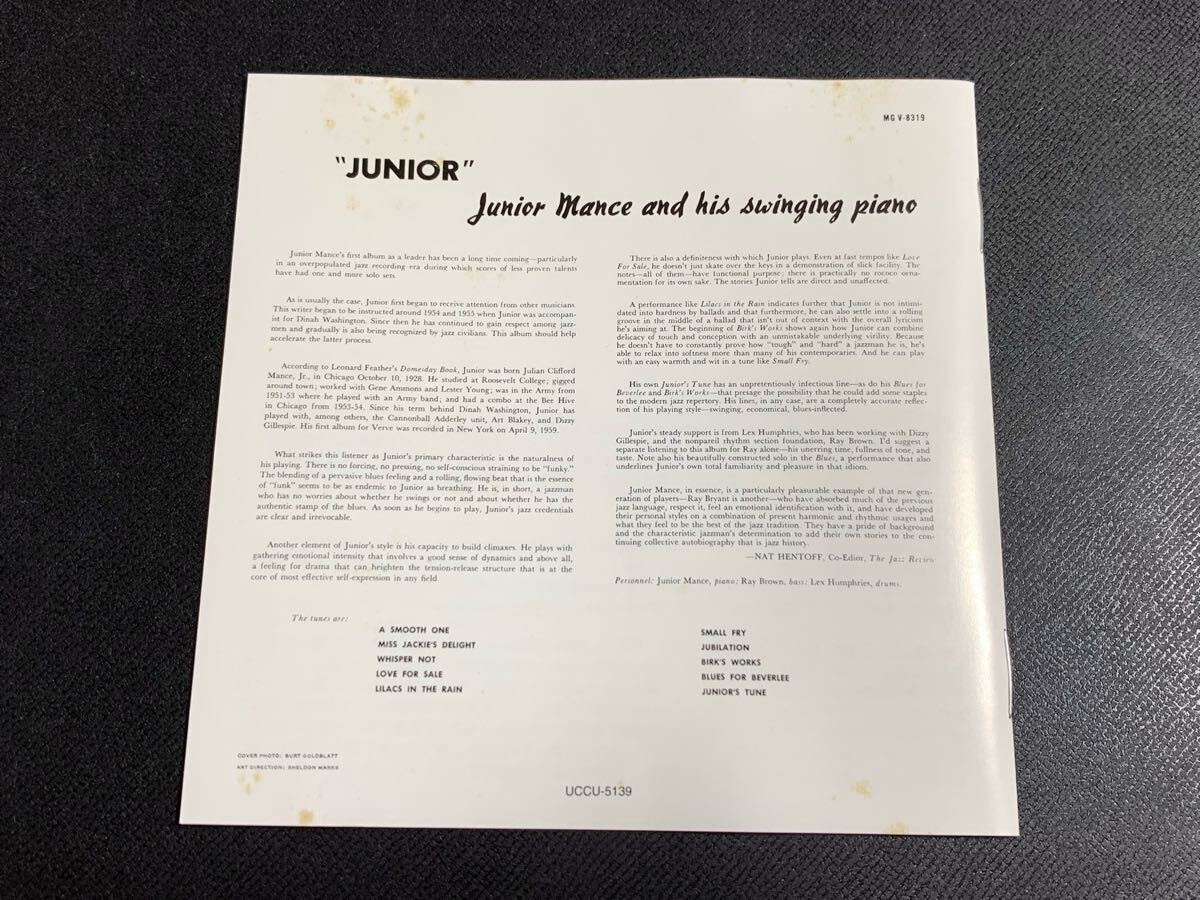 MG V-8319
"JUNIOR"
Junior Mance and his swinging piano
Junior Mance's first album as a leader has been a long time coming—particularly
in an overpopulated jazz recording era during which scores of less proven talents
have had one and more solo sets.
As is usually the case, Junior first began to receive attention from other musicians.
This writer began to be instructed around 1954 and 1955 when Junior was accompan-
ist for Dinah Washington. Since then he has continued to gain respect among jazz-
men and gradually is also being recognized by jazz civilians. This album should help
accelerate the latter process.
According to Leonard Feather's Domesday Book, Junior was born Julian Clifford
Mance, Jr., in Chicago October 10, 1928. He studied at Roosevelt College; gigged
around town; worked with Gene Ammons and Lester Young; was in the Army from
1951-53 where he played with an Army band; and had a combo at the Bee Hive
in Chicago from 1953-54. Since his term behind Dinah Washington, Junior has
played with, among others, the Cannonball Adderley unit, Art Blakey, and Dizzy
Gillespie. His first album for Verve was recorded in New York on April 9, 1959.
What strikes this listener as Junior's primary characteristic is the naturalness of
his playing. There is no forcing, no pressing, no self-conscious straining to be "funky."
The blending of a pervasive blues feeling and a rolling, flowing beat that is the essence
of "funk" seems to be as endemic to Junior as breathing. He is, in short, a jazzman
who has no worries about whether he swings or not and about whether he has the
authentic stamp of the blues. As soon as he begins to play, Junior's jazz credentials
are clear and irrevocable.
Another element of Junior's style is his capacity to build climaxes. He plays with
gathering emotional intensity that involves a good sense of dynamics and above all,
a feeling for drama that can heighten the tension-release structure that is at the
core of most effective self-expression in any field.
There is also a definiteness with which Junior plays. Even at fast tempos like Love
For Sale, he doesn't just skate over the keys in a demonstration of slick facility. The
notes—all of them—have functional purpose; there is practically no rococo orna-
mentation for its own sake. The stories Junior tells are direct and unaffected.
A performance like Lilacs in the Rain indicates further that Junior is not intimi-
dated into hardness by ballads and that furthermore, he can also settle into a rolling
groove in the middle of a ballad that isn't out of context with the overall lyricism
he's aiming at. The beginning of Birk's Works shows again how Junior can combine
delicacy of touch and conception with an unmistakable underlying virility. Because
he doesn't have to constantly prove how "tough" and "hard" a jazzman he is, he's
able to relax into softness more than many of his contemporaries. And he can play
with an easy warmth and wit in a tune like Small Fry.
His own Junior's Tune has an unpretentiously infectious line—as do his Blues for
Beverlee and Birk's Works—that presage the possibility that he could add some staples
to the modern jazz repertory. His lines, in any case, are a completely accurate reflec-
tion of his playing style—swinging, economical, blues-inflected.
Junior's steady support is from Lex Humphries, who has been working with Dizzy
Gillespie, and the nonpareil rhythm section foundation, Ray Brown. I'd suggest a
separate listening to this album for Ray alone—his unerring time, fullness of tone, and
taste. Note also his beautifully constructed solo in the Blues, a performance that also
underlines Junior's own total familiarity and pleasure in that idiom.
Junior Mance, in essence, is a particularly pleasurable example of that new gen-
eration of players—Ray Bryant is another—who have absorbed much of the previous
jazz language, respect it, feel an emotional identification with it, and have developed
their personal styles on a combination of present harmonic and rhythmic usages and
what they feel to be the best of the jazz tradition. They have a pride of background
and the characteristic jazzman's determination to add their own stories to the con-
tinuing collective autobiography that is jazz history.
—NAT HENTOFF, Co-Edior, The Jazz Review
Personnel: Junior Mance, piano; Ray Brown, bass; Lex Humphries, drums.
The tunes are:
A SMOOTH ONE
MISS JACKIE'S DELIGHT
WHISPER NOT
LOVE FOR SALE
LILACS IN THE RAIN
SMALL FRY
JUBILATION
BIRK'S WORKS
BLUES FOR BEVERLEE
JUNIOR'S TUNE
COVER PHOTO: BURT GOLDBLATT
ART DIRECTION: SHELDON MARKS
UCCU-5139